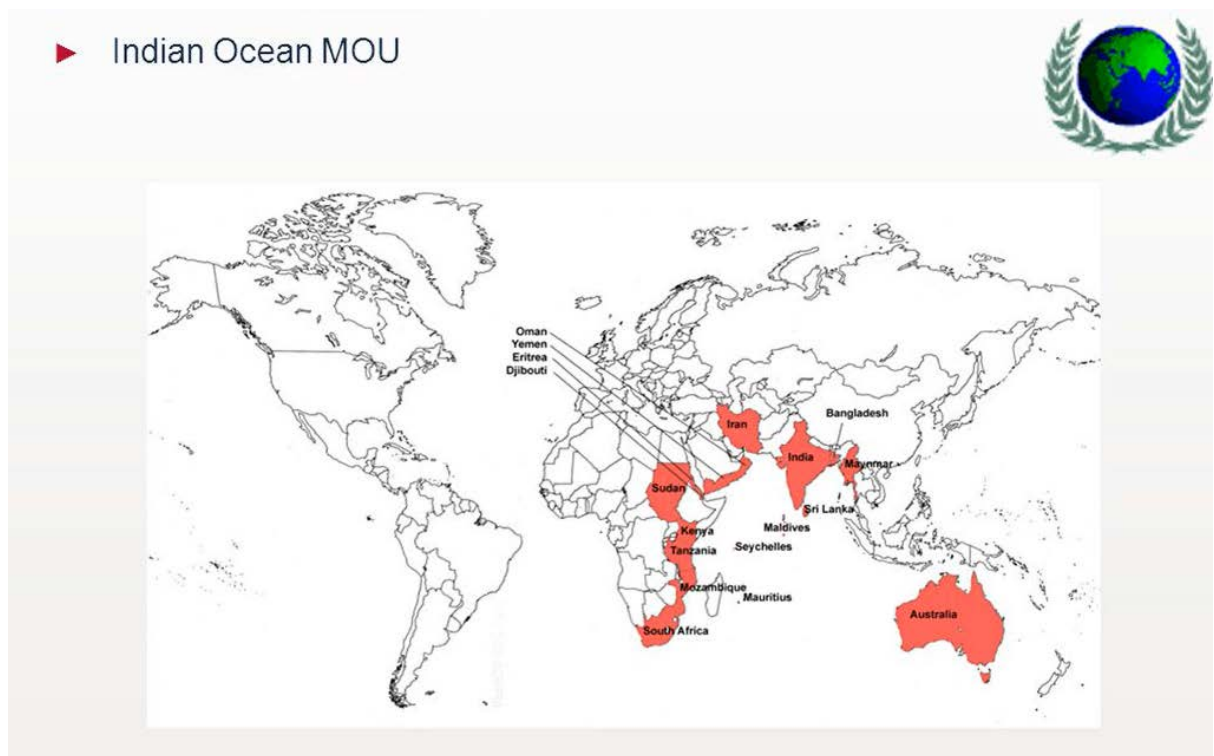 Indian Ocean MOU
Oman
Yemen
Eritrea
Djibouti
Bangladesh
Iran
India
Maynmar
Sudan
Sri Lanka
Maldives
Kenya
Seychelles
Tanzania
Mozambique
Mauritius
Australia
South Africa